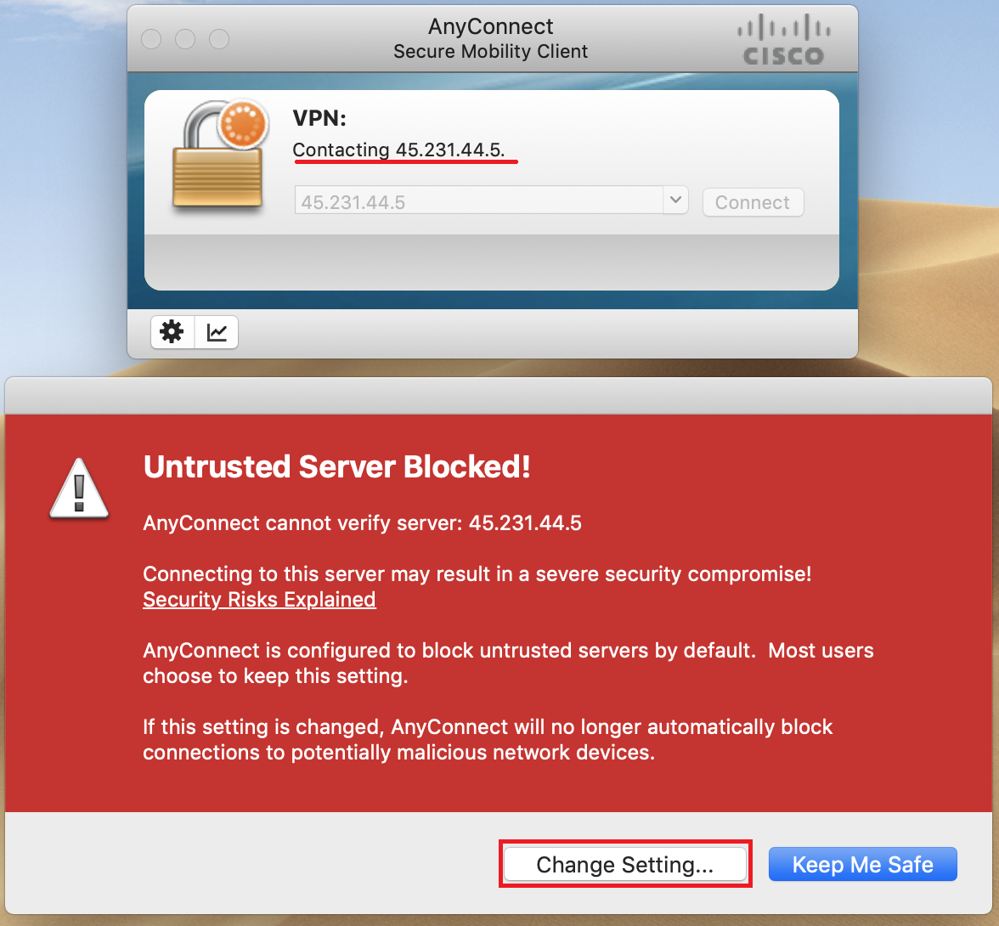 AnyConnect
Secure Mobility Client
CISCO
VPN:
Contacting 45.231.44.5.
45.231.44.5
Connect
Untrusted Server Blocked!
AnyConnect cannot verify server: 45.231.44.5
Connecting to this server may result in a severe security compromise!
Security Risks Explained
AnyConnect is configured to block untrusted servers by default.  Most users
choose to keep this setting.
If this setting is changed, AnyConnect will no longer automatically block
connections to potentially malicious network devices.
Change Setting...
Keep Me Safe